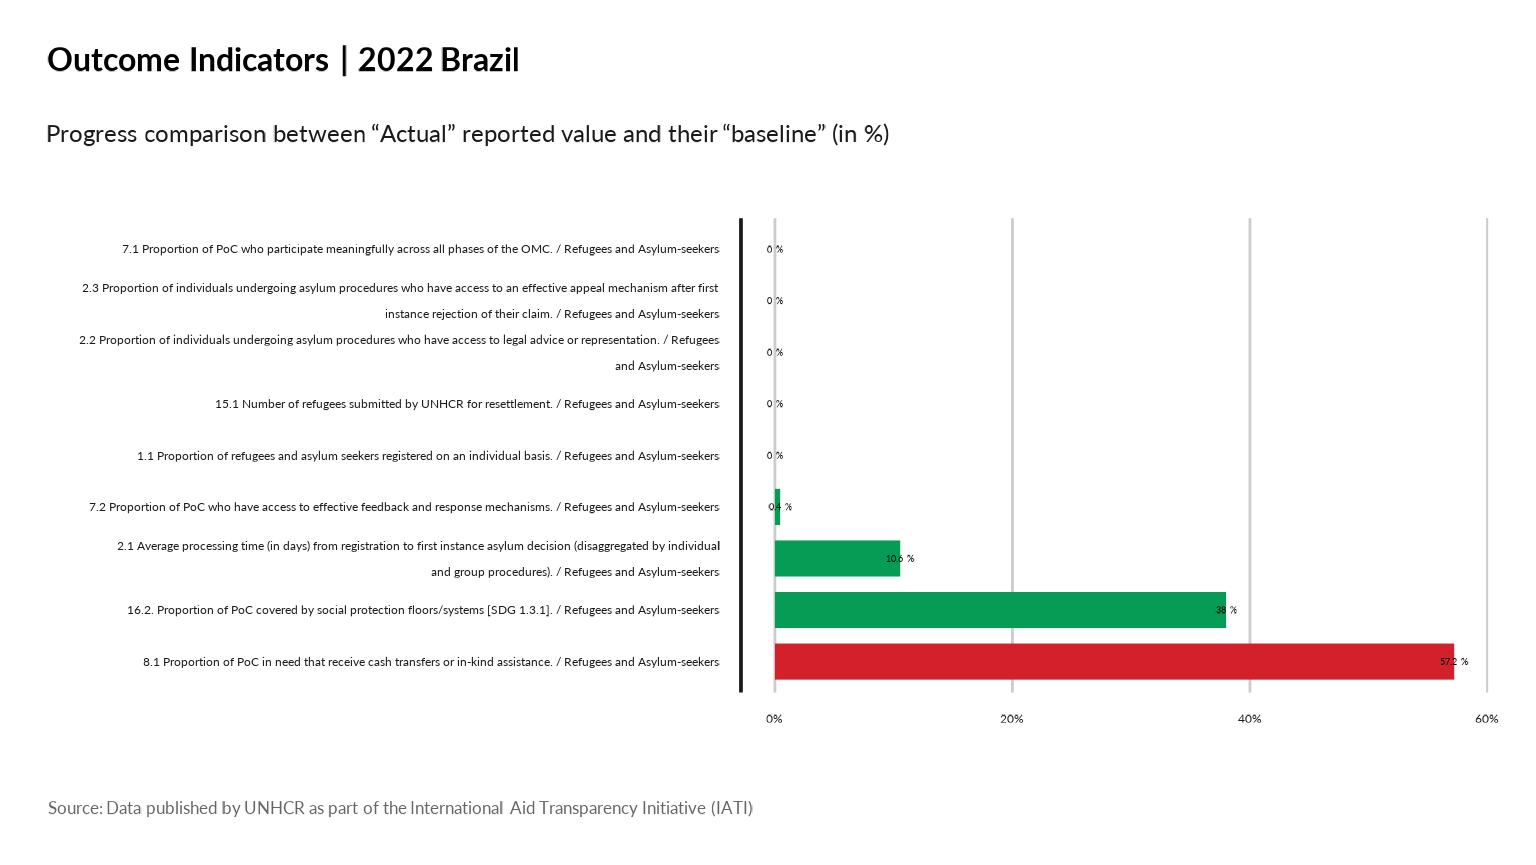 Outcome Indicators | 2022 Brazil
Progress comparison between “Actual” reported value and their “baseline” (in %)
7.1 Proportion of PoC who participate meaningfully across all phases of the OMC. / Refugees and Asylum-seekers
0 %
2.3 Proportion of individuals undergoing asylum procedures who have access to an effective appeal mechanism after first
instance rejection of their claim. / Refugees and Asylum-seekers
0 %
2.2 Proportion of individuals undergoing asylum procedures who have access to legal advice or representation. / Refugees
and Asylum-seekers
0 %
15.1 Number of refugees submitted by UNHCR for resettlement. / Refugees and Asylum-seekers
0 %
1.1 Proportion of refugees and asylum seekers registered on an individual basis. / Refugees and Asylum-seekers
0 %
7.2 Proportion of PoC who have access to effective feedback and response mechanisms. / Refugees and Asylum-seekers
0.4 %
2.1 Average processing time (in days) from registration to first instance asylum decision (disaggregated by individual
and group procedures). / Refugees and Asylum-seekers
10.6 %
16.2. Proportion of PoC covered by social protection floors/systems [SDG 1.3.1]. / Refugees and Asylum-seekers
38 %
8.1 Proportion of PoC in need that receive cash transfers or in-kind assistance. / Refugees and Asylum-seekers
57.2 %
0%
20%
40%
60%
Source: Data published by UNHCR as part of the International Aid Transparency Initiative (IATI)